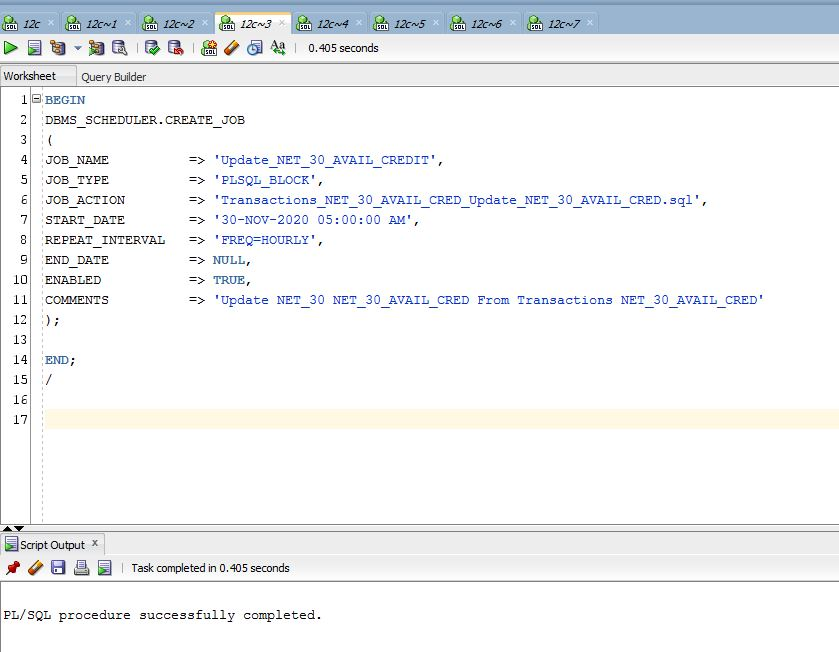 12c 12c~1 12c~2 12c~3 12c~4 12c~5 12c~6 12c~7
0.405 seconds
Worksheet Query Builder
1 BEGIN
2 DBMS_SCHEDULER.CREATE_JOB
3 (
4 JOB_NAME => 'Update_NET_30_AVAIL_CREDIT',
5 JOB_TYPE => 'PLSQL_BLOCK',
6 JOB_ACTION => 'Transactions_NET_30_AVAIL_CRED_Update_NET_30_AVAIL_CRED.sql',
7 START_DATE => '30-NOV-2020 05:00:00 AM',
8 REPEAT_INTERVAL => 'FREQ=HOURLY',
9 END_DATE => NULL,
10 ENABLED => TRUE,
11 COMMENTS => 'Update NET_30 NET_30_AVAIL_CRED From Transactions NET_30_AVAIL_CRED'
12 );
13
14 END;
15 /
16
17
Script Output x
Task completed in 0.405 seconds
PL/SQL procedure successfully completed.